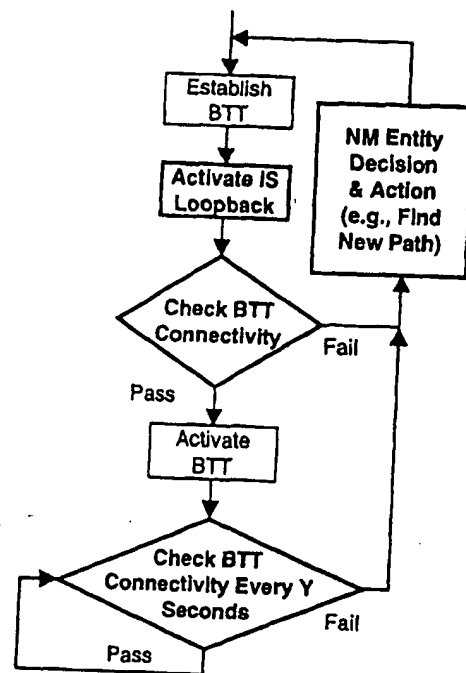 Establish
BTT
NM Entity
Decision
& Action
(e.g., Find
New Path)
Activate IS
Loopback
Check BTT
Connectivity
Fail
Pass
Activate
BTT
Check BTT
Connectivity Every Y
Seconds
Fail
Pass